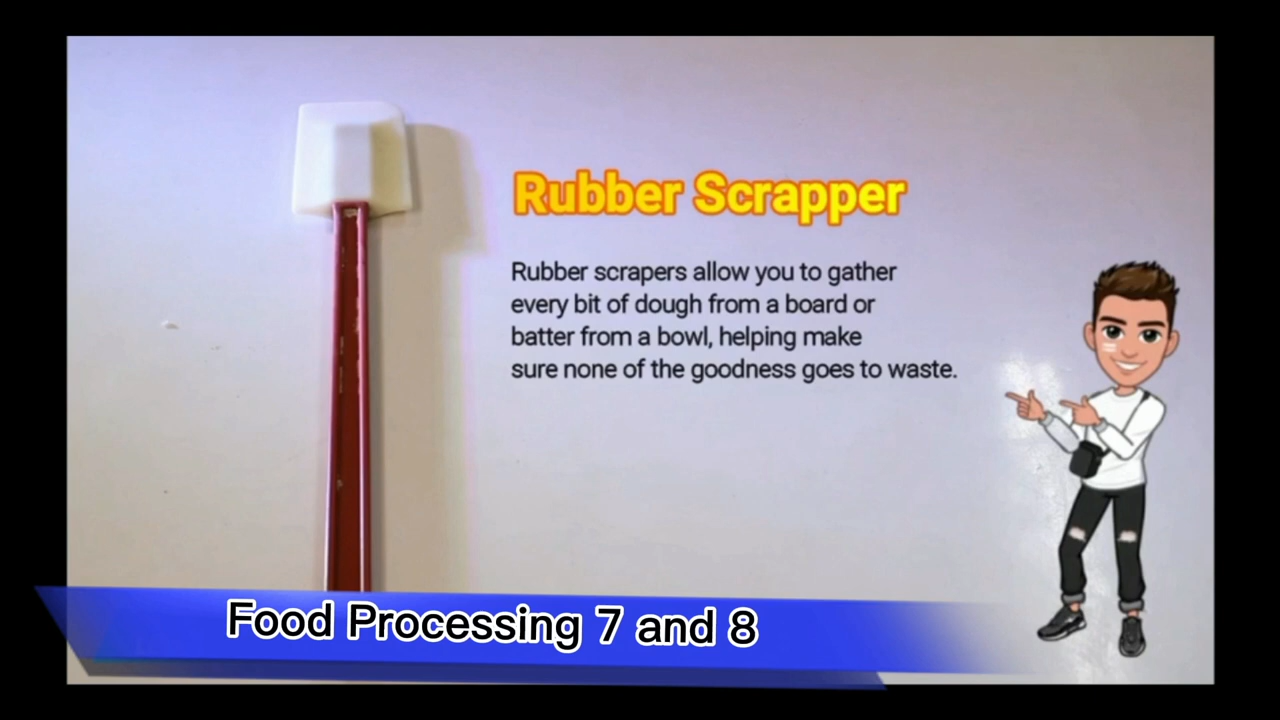 Rubber Scrapper
Rubber scrapers allow you to gather
every bit of dough from a board or
batter from a bowl, helping make
sure none of the goodness goes to waste.
Food Processing 7 and 8